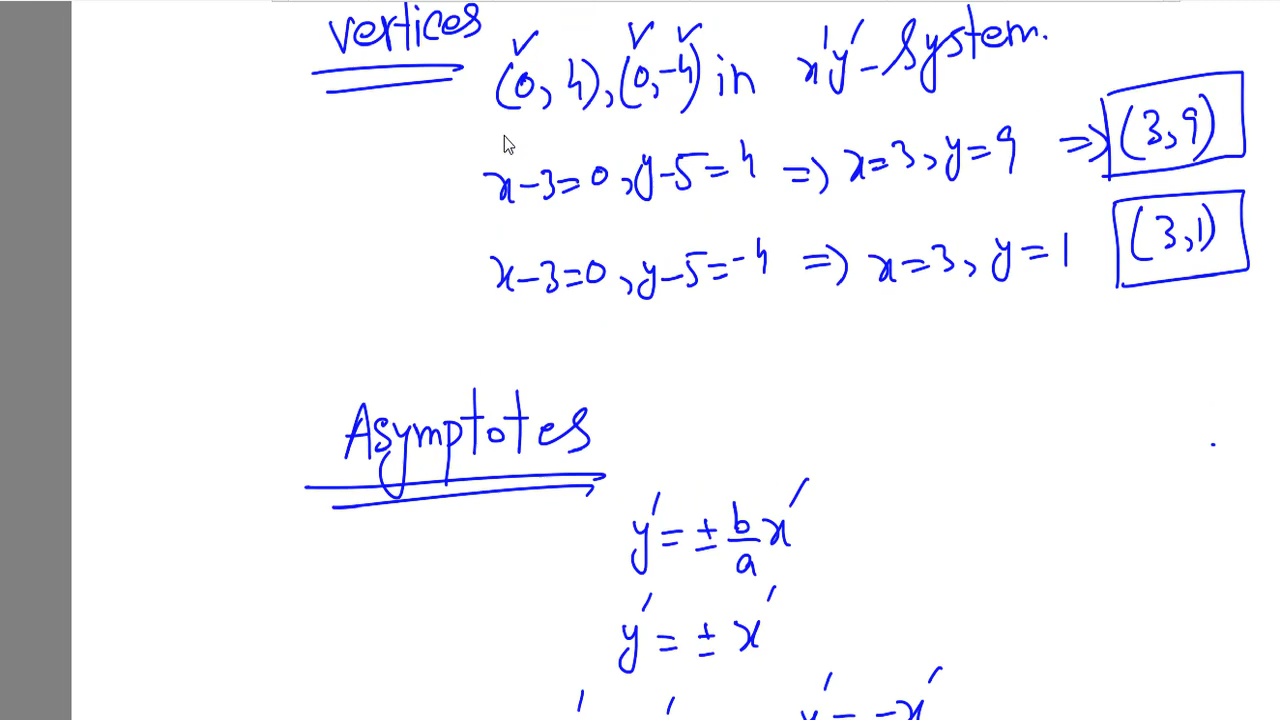 vertices
(0, 4), (0, -4) in x'y' - System.
x-3=0, y-5=4 => x=3, y=9 => (3,9)
x-3=0, y-5=-4 => x=3, y=1 (3,1)
Asymptotes
y' = ± b/a x'
y' = ± x'
y' = -x'